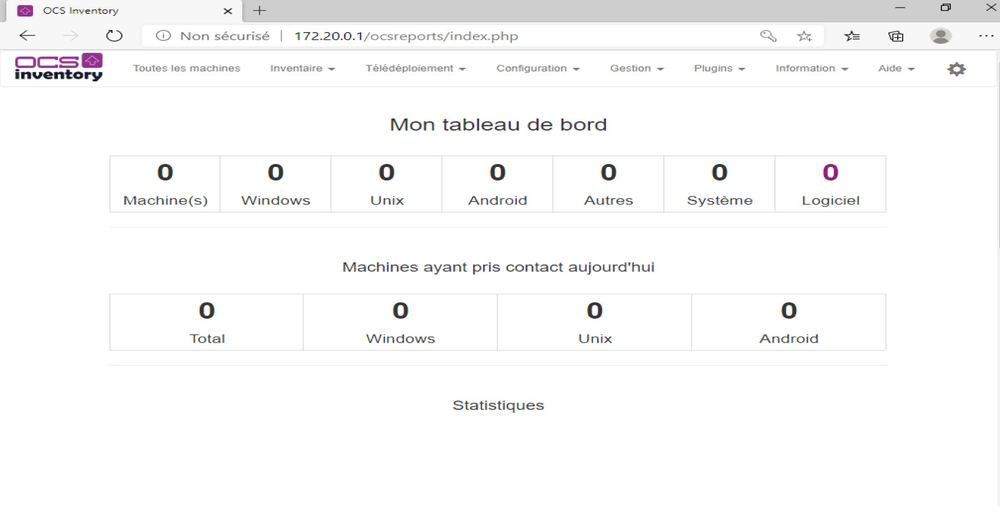 OCS Inventory
Non sécurisé | 172.20.0.1/ocsreports/index.php
OCS inventory
Toutes les machines Inventaire Télédéploiement Configuration Gestion Plugins Information Aide
Mon tableau de bord
0 0 0 0 0 0 0
Machine(s) Windows Unix Android Autres Système Logiciel
Machines ayant pris contact aujourd'hui
0 0 0 0
Total Windows Unix Android
Statistiques